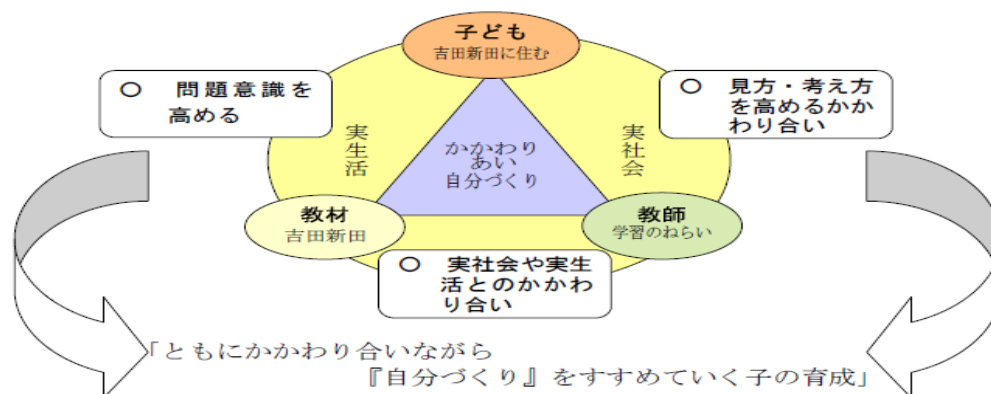 子ども
吉田新田に住む
○ 問題意識を
高める
○ 見方・考え方
を高めるかか
わり合い
実生活
実社会
かかわり
あい
自分づくり
教材
吉田新田
教師
学習のねらい
○ 実社会や実生
活とのかかわ
り合い
「ともにかかわり合いながら
『自分づくり』をすすめていく子の育成」